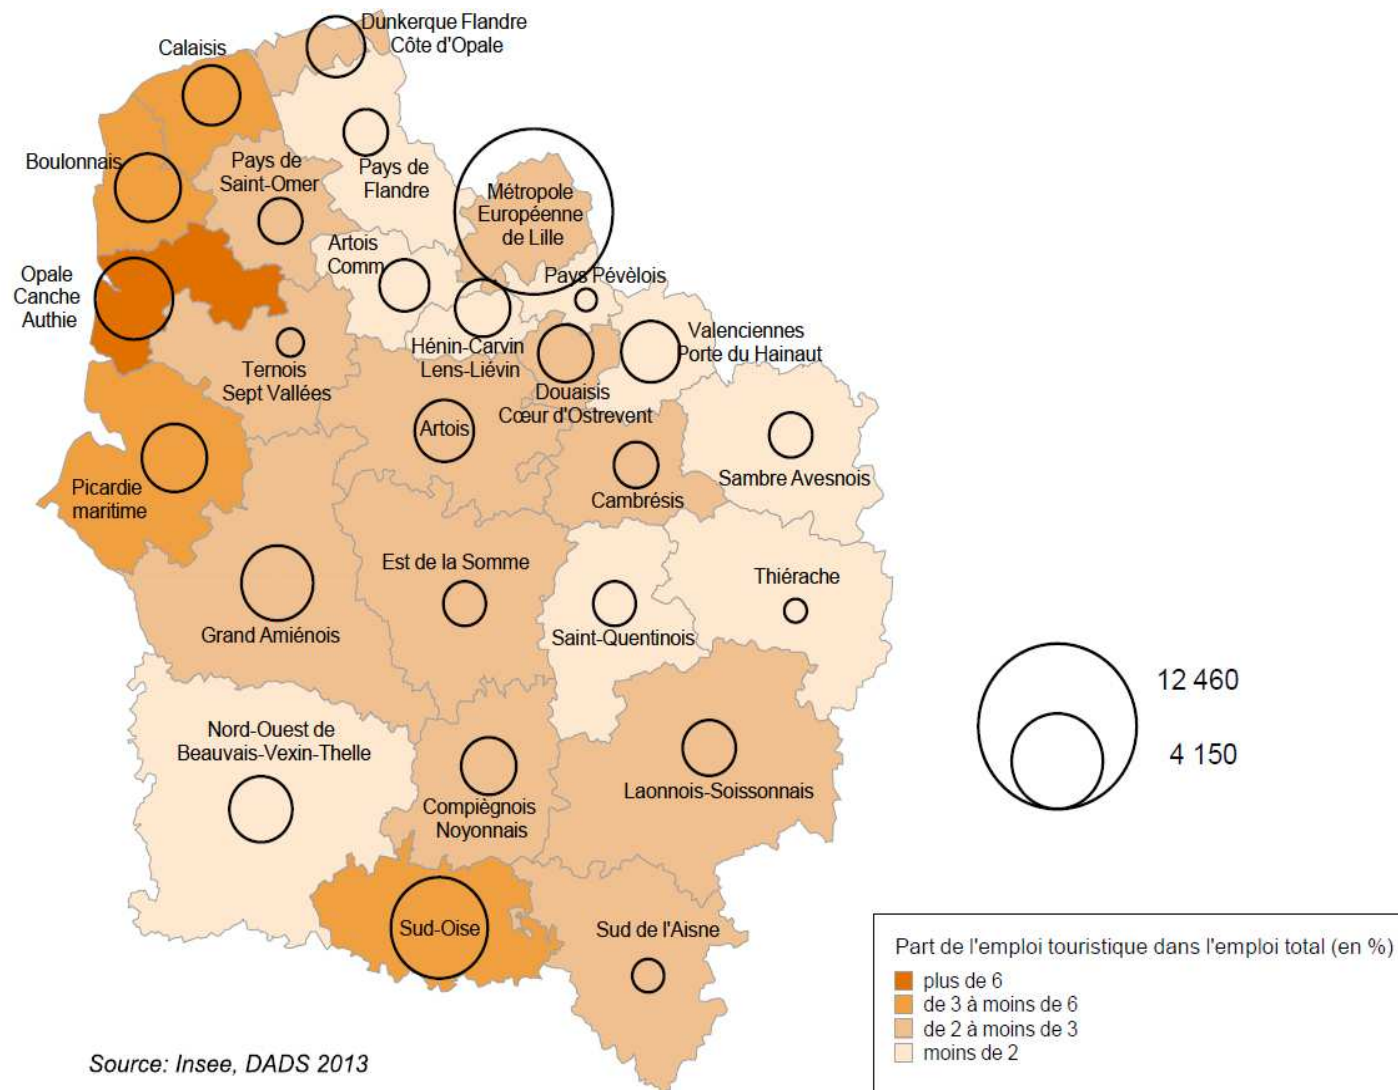 Dunkerque Flandre
Côte d'Opale
Calaisis
Boulonnais
Pays de
Saint-Omer
Pays de
Flandre
Métropole
Européenne
de Lille
Artois
Comm
Opale
Canche
Authie
Pays Pévèlois
Valenciennes
Porte du Hainaut
Hénin-Carvin
Lens-Liévin
Ternois
Sept Vallées
Douaisis
Cœur d'Ostrevent
Artois
Sambre Avesnois
Cambrésis
Picardie
maritime
Est de la Somme
Thiérache
Grand Amiénois
Saint-Quentinois
12 460
4 150
Nord-Ouest de
Beauvais-Vexin-Thelle
Laonnois-Soissonnais
Compiègnois
Noyonnais
Sud-Oise
Sud de l'Aisne
Part de l'emploi touristique dans l'emploi total (en %)
plus de 6
de 3 à moins de 6
de 2 à moins de 3
moins de 2
Source: Insee, DADS 2013